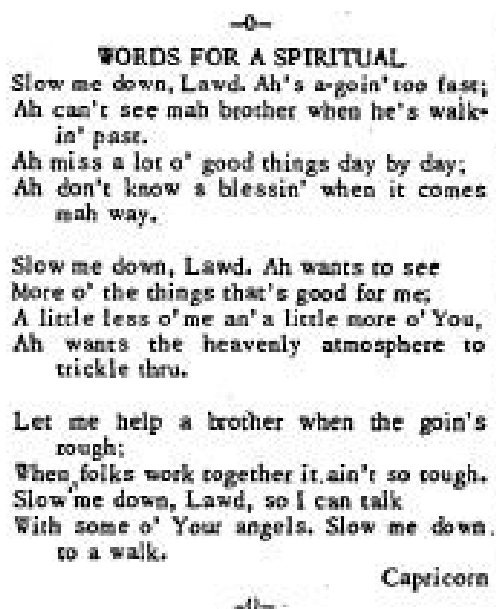 —0—
WORDS FOR A SPIRITUAL
Slow me down, Lawd. Ah's a-goin' too fast;
Ah can't see mah brother when he's walk-
in' past.
Ah miss a lot o' good things day by day;
Ah don't know a blessin' when it comes
mah way.
Slow me down, Lawd. Ah wants to see
More o' the things that's good for me;
A little less o' me an' a little more o' You,
Ah wants the heavenly atmosphere to
trickle thru.
Let me help a brother when the goin's
rough;
When folks work together it ain't so tough.
Slow me down, Lawd, so I can talk
With some o' Your angels. Slow me down
to a walk.
Capricorn
—0—